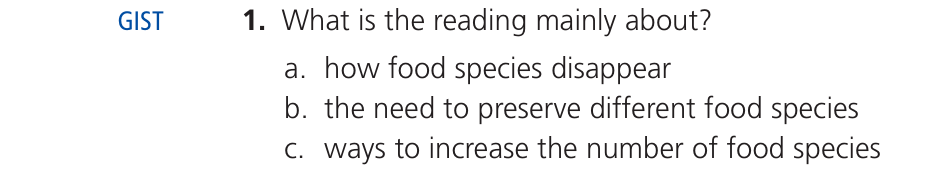 GIST 1. What is the reading mainly about?
a. how food species disappear
b. the need to preserve different food species
c. ways to increase the number of food species